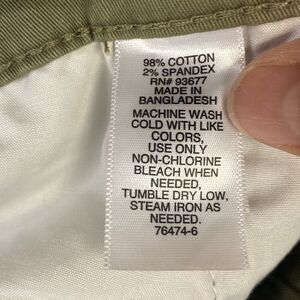 98% COTTON
2% SPANDEX
RN# 93677
MADE IN
BANGLADESH
MACHINE WASH
COLD WITH LIKE
COLORS,
USE ONLY
NON-CHLORINE
BLEACH WHEN
NEEDED,
TUMBLE DRY LOW,
STEAM IRON AS
NEEDED.
76474-6